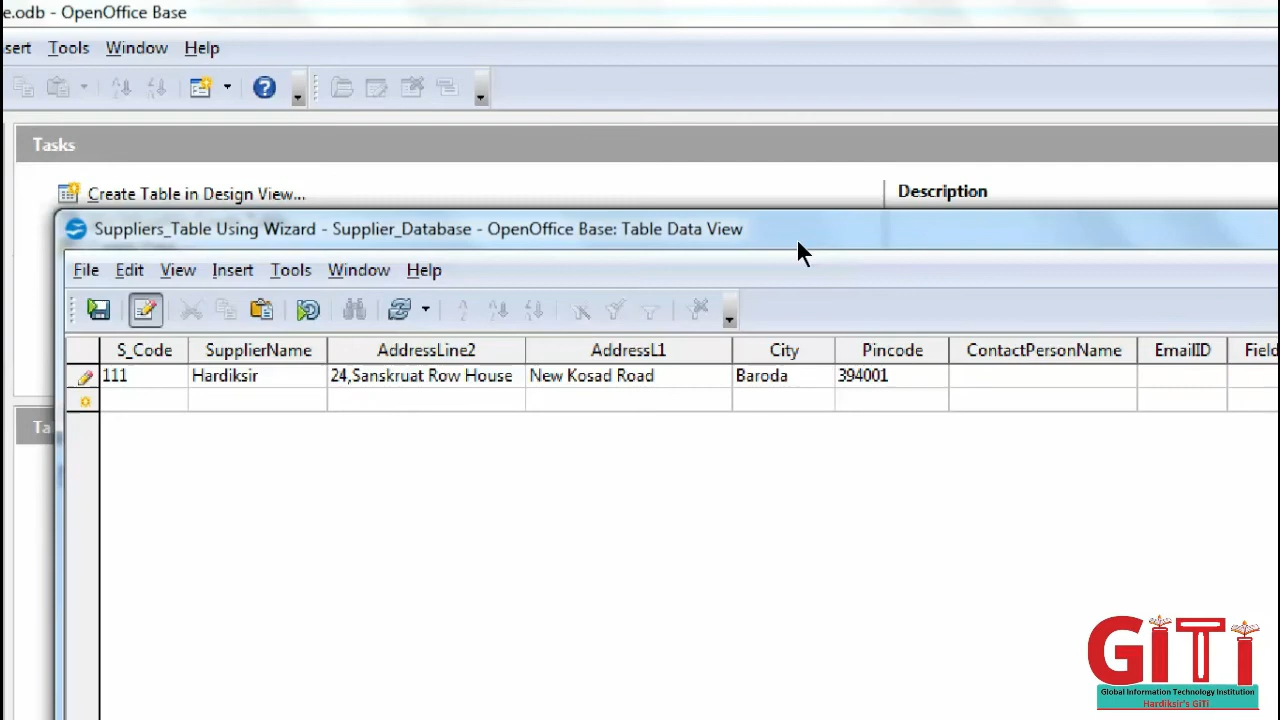 e.odb - OpenOffice Base
sert Tools Window Help
Tasks
Create Table in Design View...
Description
Suppliers_Table Using Wizard - Supplier_Database - OpenOffice Base: Table Data View
File Edit View Insert Tools Window Help
S_Code SupplierName AddressLine2 AddressL1 City Pincode ContactPersonName EmailID Field
111 Hardiksir 24,Sanskruat Row House New Kosad Road Baroda 394001
Ta
GiTi
Global Information Technology Institution
Hardiksir's GiTi